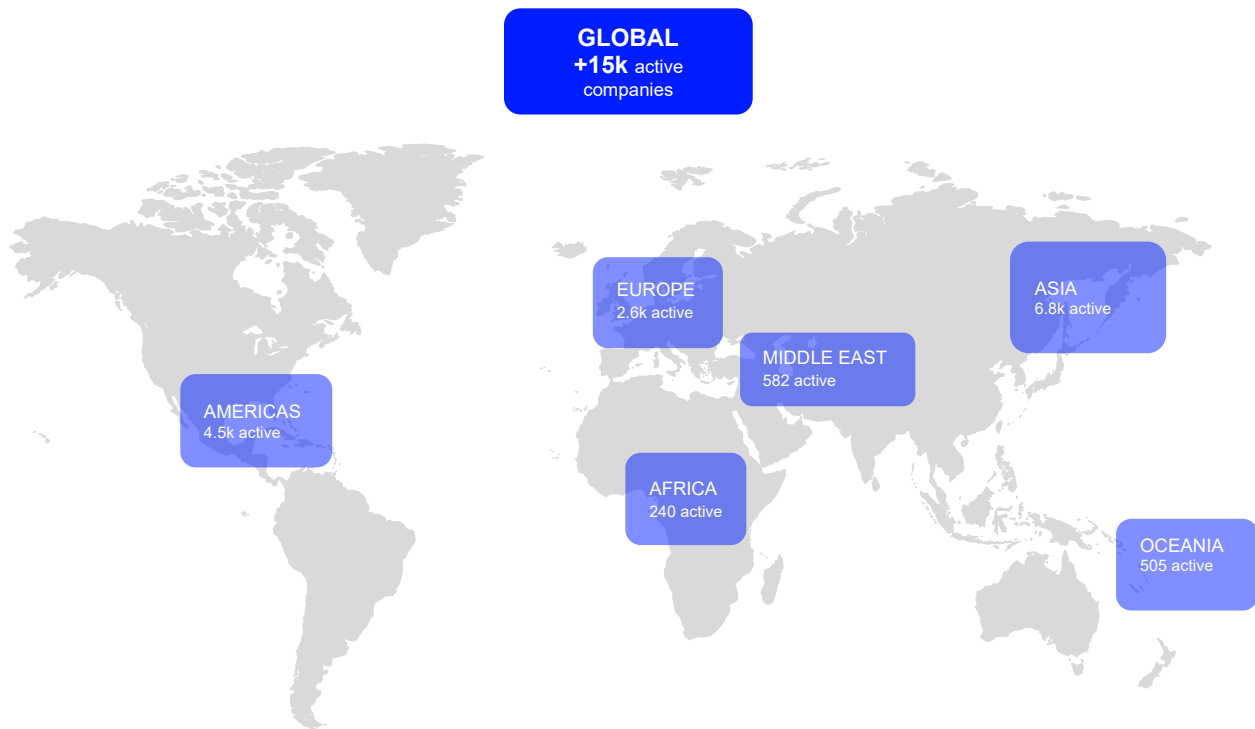 GLOBAL
+15k active
companies
EUROPE
2.6k active
ASIA
6.8k active
MIDDLE EAST
582 active
AMERICAS
4.5k active
AFRICA
240 active
OCEANIA
505 active